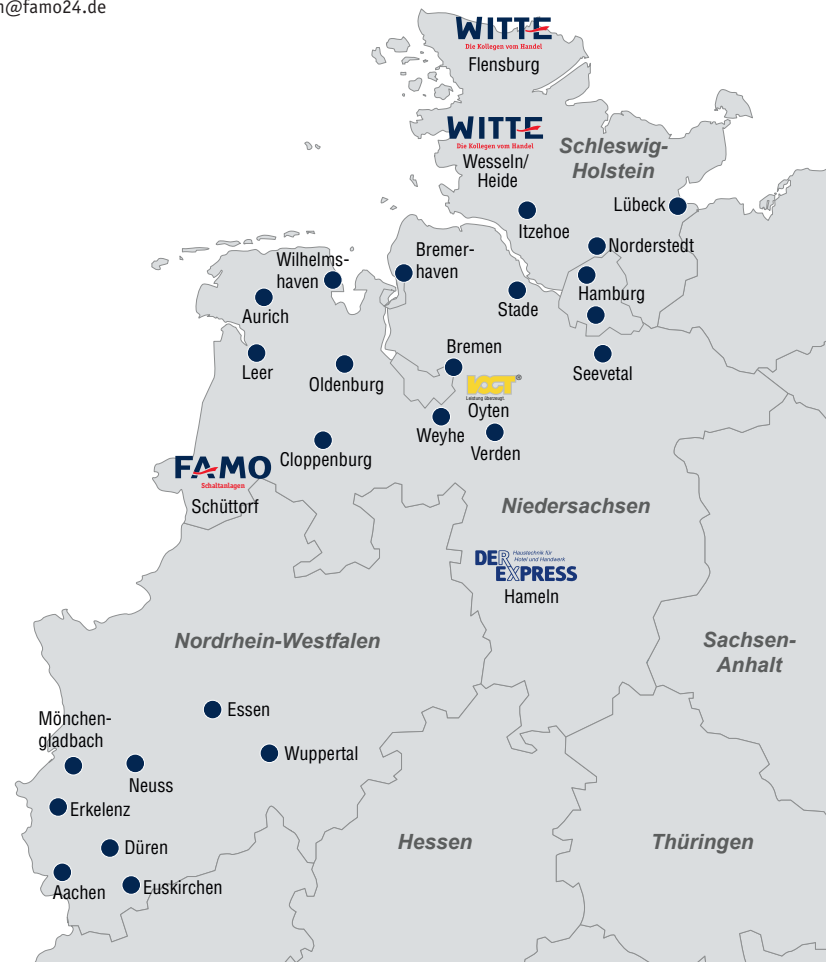 n@famo24.de
WITTE
Die Kollegen vom Handel
Flensburg
WITTE
Die Kollegen vom Handel
Wesseln/
Heide
Schleswig-
Holstein
Lübeck
Itzehoe
Norderstedt
Bremer-
haven
Wilhelms-
haven
Hamburg
Stade
Aurich
Bremen
Seevetal
Leer
Oldenburg
VOGT®
Leistung überzeugt.
Oyten
Weyhe
Verden
Cloppenburg
FAMO
Schaltanlagen
Schüttorf
Niedersachsen
DER EXPRESS
Haustechnik für
Hotel und Handwerk
Hameln
Nordrhein-Westfalen
Sachsen-
Anhalt
Essen
Mönchen-
gladbach
Wuppertal
Neuss
Erkelenz
Hessen
Thüringen
Düren
Aachen
Euskirchen